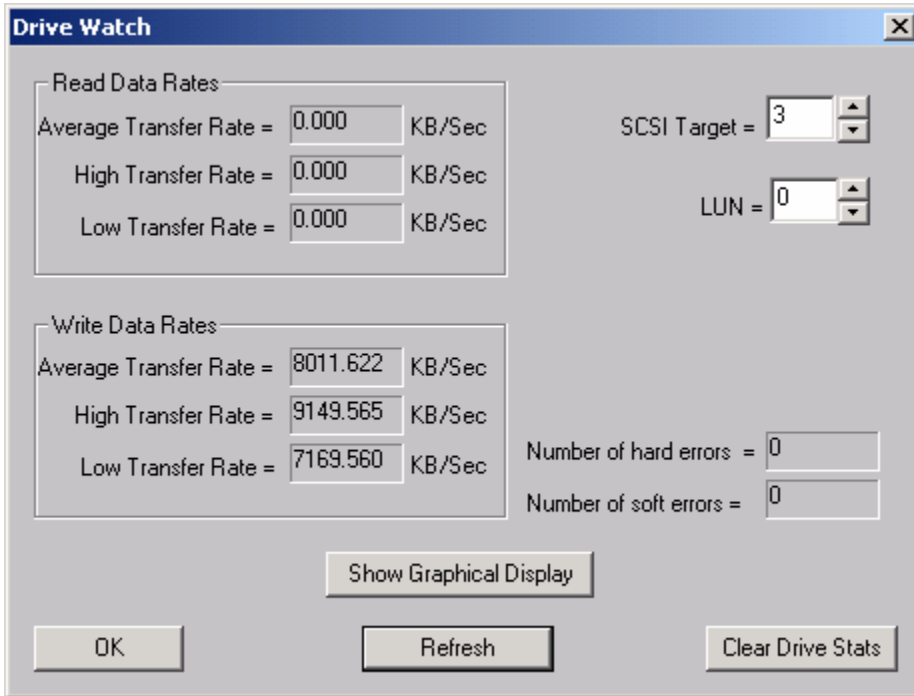 Drive Watch
Read Data Rates
Average Transfer Rate = 0.000 KB/Sec
High Transfer Rate = 0.000 KB/Sec
Low Transfer Rate = 0.000 KB/Sec
SCSI Target = 3
LUN = 0
Write Data Rates
Average Transfer Rate = 8011.622 KB/Sec
High Transfer Rate = 9149.565 KB/Sec
Low Transfer Rate = 7169.560 KB/Sec
Number of hard errors = 0
Number of soft errors = 0
Show Graphical Display
OK
Refresh
Clear Drive Stats